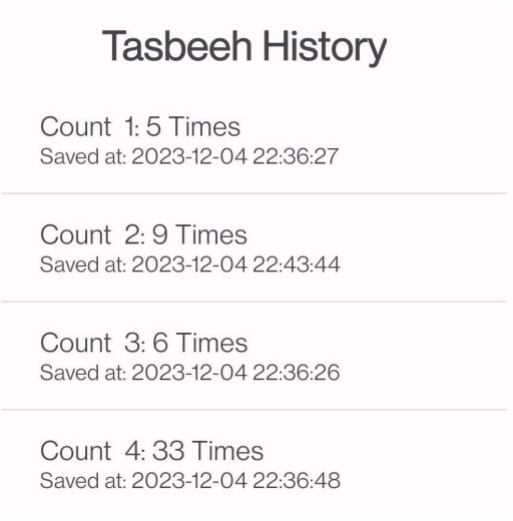 Tasbeeh History
Count 1: 5 Times
Saved at: 2023-12-04 22:36:27
Count 2: 9 Times
Saved at: 2023-12-04 22:43:44
Count 3: 6 Times
Saved at: 2023-12-04 22:36:26
Count 4: 33 Times
Saved at: 2023-12-04 22:36:48